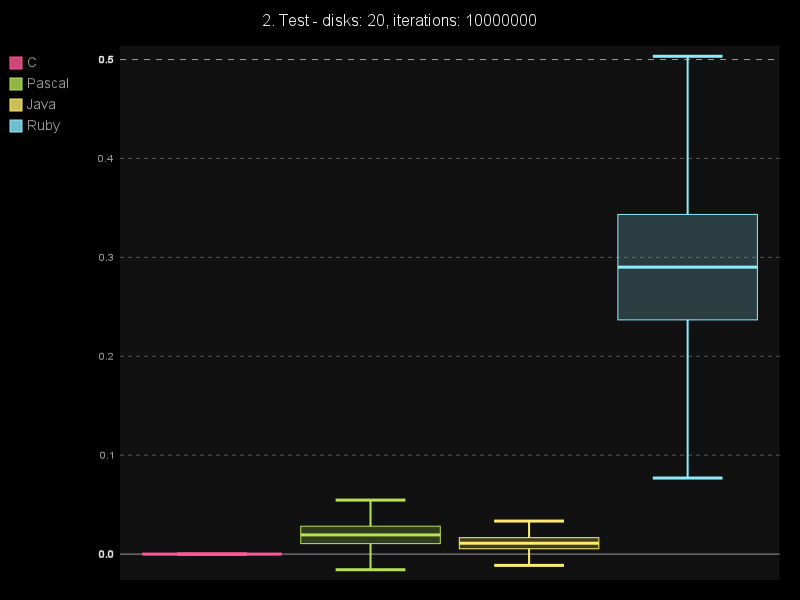 2. Test - disks: 20, iterations: 10000000
C
Pascal
Java
Ruby
0.5
0.4
0.3
0.2
0.1
0.0